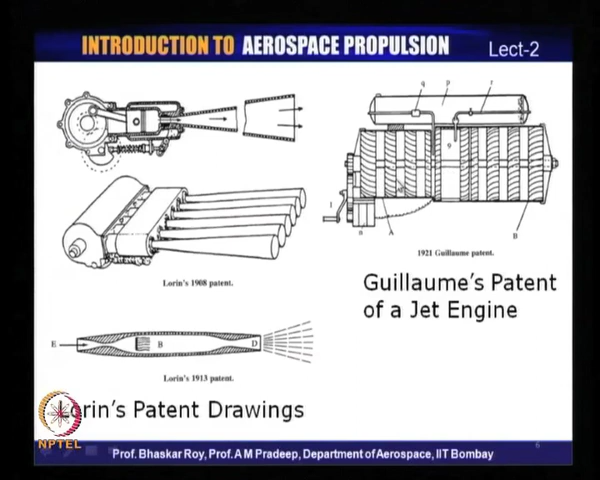 INTRODUCTION TO AEROSPACE PROPULSION
Lect-2
Lorin's 1908 patent.
E
B
D
Lorin's 1913 patent.
Lorin's Patent Drawings
q
p
r
9
l
n
A
B
1921 Guillaume patent.
Guillaume's Patent
of a Jet Engine
NPTEL
6
Prof. Bhaskar Roy, Prof. A M Pradeep, Department of Aerospace, IIT Bombay